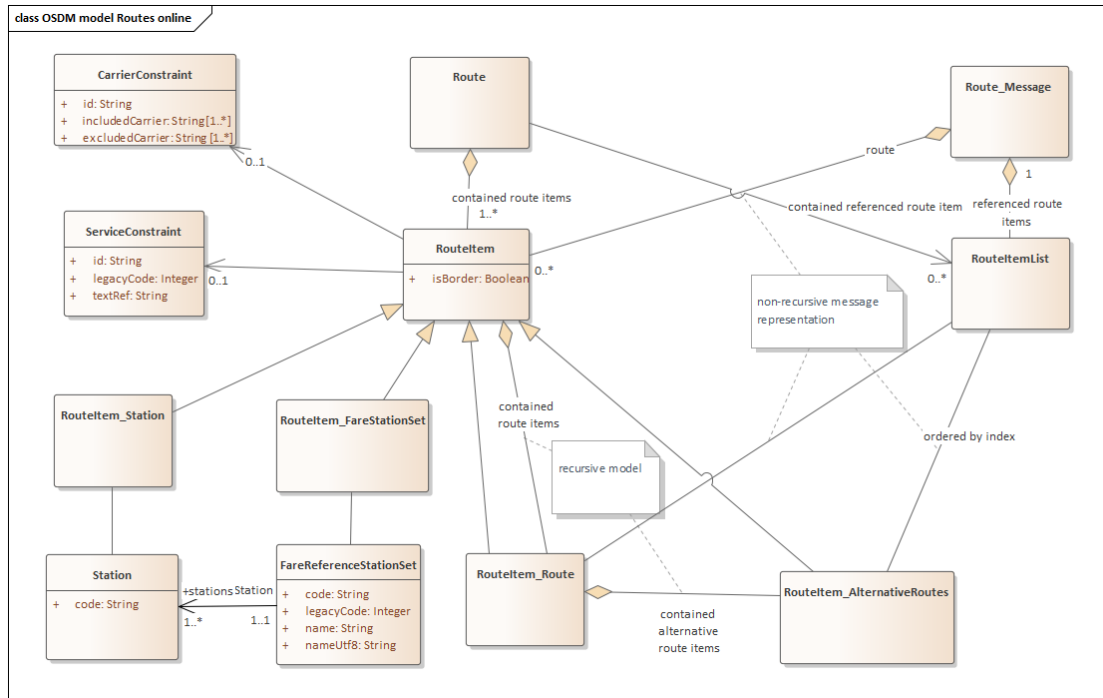 class OSDM model Routes online
CarrierConstraint
+ id: String
+ includedCarrier: String [1..*]
+ excludedCarrier: String [1..*]
0..1
Route
contained route items
1..*
Route_Message
route
1
contained referenced route item
referenced route
items
ServiceConstraint
+ id: String
+ legacyCode: Integer
+ textRef: String
0..1
RouteItem
+ isBorder: Boolean
0..*
RouteItemList
0..*
non-recursive message
representation
RouteItem_Station
RouteItem_FareStationSet
contained
route items
recursive model
ordered by index
Station
+ code: String
+stationsStation
1..*
1..1
FareReferenceStationSet
+ code: String
+ legacyCode: Integer
+ name: String
+ nameUtf8: String
RouteItem_Route
contained
alternative
route items
RouteItem_AlternativeRoutes